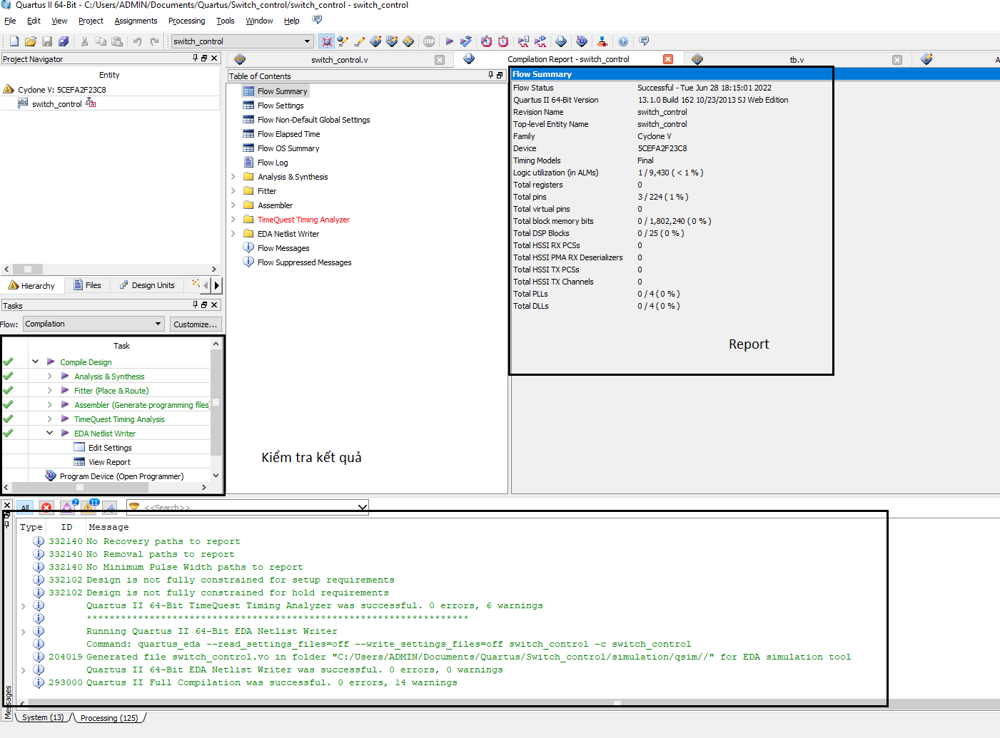 Quartus II 64-Bit - C:/Users/ADMIN/Documents/Quartus/Switch_control/switch_control - switch_control
File Edit View Project Assignments Processing Tools Window Help
switch_control
STOP
Project Navigator
Entity
Cyclone V: 5CEFA2F23C8
abc switch_control
Hierarchy Files Design Units
Tasks
Flow: Compilation Customize...
Task
Compile Design
Analysis & Synthesis
Fitter (Place & Route)
Assembler (Generate programming files)
TimeQuest Timing Analysis
EDA Netlist Writer
Edit Settings
View Report
Program Device (Open Programmer)
switch_control.v Compilation Report - switch_control tb.v A
Table of Contents
Flow Summary
Flow Settings
Flow Non-Default Global Settings
Flow Elapsed Time
Flow OS Summary
Flow Log
Analysis & Synthesis
Fitter
Assembler
TimeQuest Timing Analyzer
EDA Netlist Writer
Flow Messages
Flow Suppressed Messages
Kiểm tra kết quả
Flow Summary
Flow Status Successful - Tue Jun 28 18:15:01 2022
Quartus II 64-Bit Version 13.1.0 Build 162 10/23/2013 SJ Web Edition
Revision Name switch_control
Top-level Entity Name switch_control
Family Cyclone V
Device 5CEFA2F23C8
Timing Models Final
Logic utilization (in ALMs) 1 / 9,430 ( < 1 % )
Total registers 0
Total pins 3 / 224 ( 1 % )
Total virtual pins 0
Total block memory bits 0 / 1,802,240 ( 0 % )
Total DSP Blocks 0 / 25 ( 0 % )
Total HSSI RX PCSs 0
Total HSSI PMA RX Deserializers 0
Total HSSI TX PCSs 0
Total HSSI TX Channels 0
Total PLLs 0 / 4 ( 0 % )
Total DLLs 0 / 4 ( 0 % )
Report
All 2 11 <<Search>>
Type ID Message
332140 No Recovery paths to report
332140 No Removal paths to report
332140 No Minimum Pulse Width paths to report
332102 Design is not fully constrained for setup requirements
332102 Design is not fully constrained for hold requirements
Quartus II 64-Bit TimeQuest Timing Analyzer was successful. 0 errors, 6 warnings
*******************************************************************
Running Quartus II 64-Bit EDA Netlist Writer
Command: quartus_eda --read_settings_files=off --write_settings_files=off switch_control -c switch_control
204019 Generated file switch_control.vo in folder "C:/Users/ADMIN/Documents/Quartus/Switch_control/simulation/qsim//" for EDA simulation tool
Quartus II 64-Bit EDA Netlist Writer was successful. 0 errors, 0 warnings
293000 Quartus II Full Compilation was successful. 0 errors, 14 warnings
Messages
System (13) Processing (125)